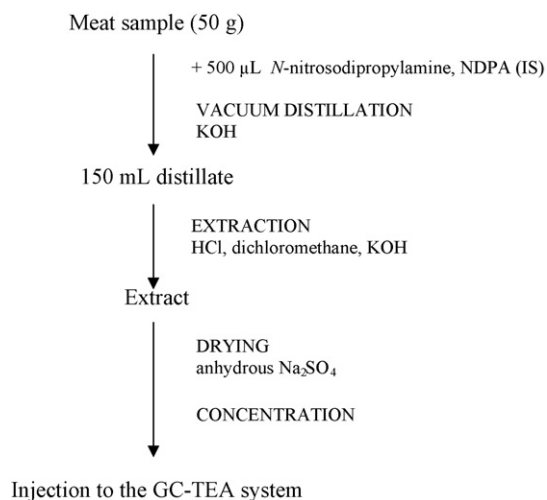 Meat sample (50 g)
+ 500 µL N-nitrosodipropylamine, NDPA (IS)
VACUUM DISTILLATION
KOH
150 mL distillate
EXTRACTION
HCl, dichloromethane, KOH
Extract
DRYING
anhydrous Na₂SO₄
CONCENTRATION
Injection to the GC-TEA system